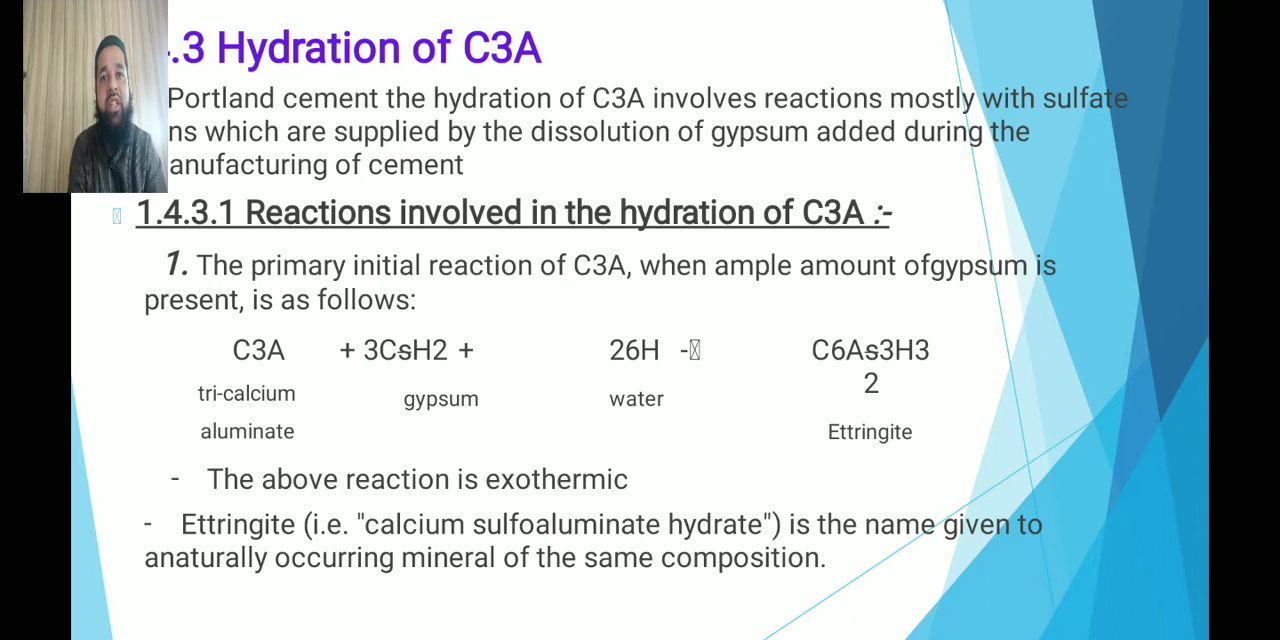 .3 Hydration of C3A
Portland cement the hydration of C3A involves reactions mostly with sulfate
ns which are supplied by the dissolution of gypsum added during the
anufacturing of cement
1.4.3.1 Reactions involved in the hydration of C3A :-
1. The primary initial reaction of C3A, when ample amount ofgypsum is
present, is as follows:
C3A + 3CsH2 + 26H - C6As3H3
2
tri-calcium gypsum water
aluminate Ettringite
- The above reaction is exothermic
- Ettringite (i.e. "calcium sulfoaluminate hydrate") is the name given to
anaturally occurring mineral of the same composition.